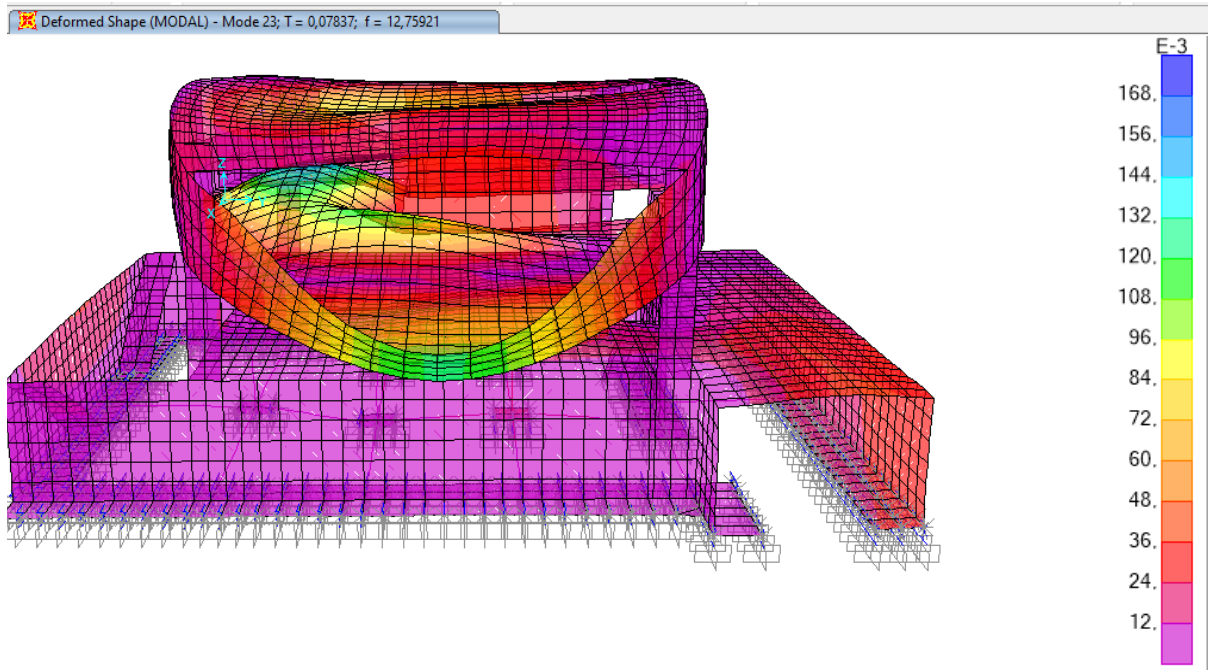 Deformed Shape (MODAL) - Mode 23; T = 0,07837; f = 12,75921
E-3
168,
156,
144,
132,
120,
108,
96,
84,
72,
60,
48,
36,
24,
12,
Z
X
Y